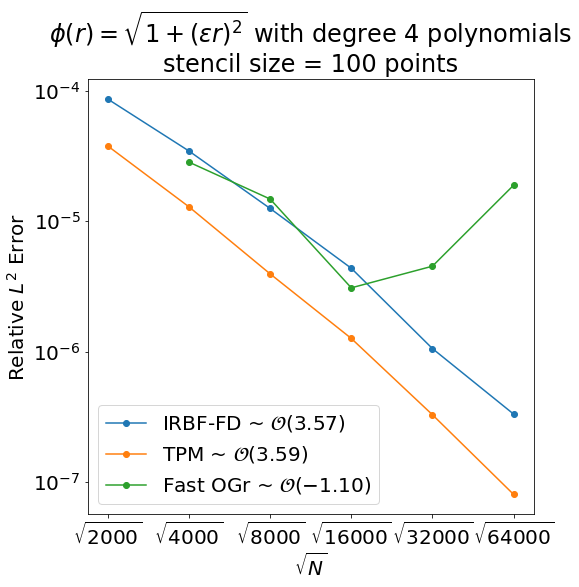 ϕ(r) = √1 + (εr)² with degree 4 polynomials
stencil size = 100 points
Relative L² Error
10⁻⁴
10⁻⁵
10⁻⁶
10⁻⁷
IRBF-FD ~ 𝒪(3.57)
TPM ~ 𝒪(3.59)
Fast OGr ~ 𝒪(−1.10)
√2000 √4000 √8000 √16000 √32000 √64000
√N